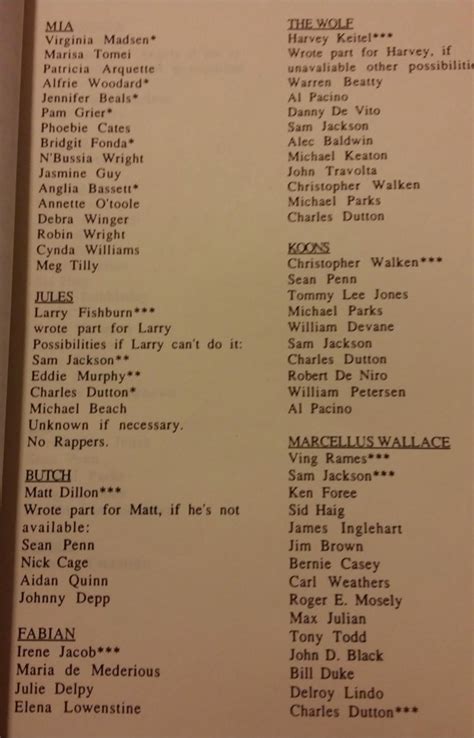 MIA
Virginia Madsen*
Marisa Tomei
Patricia Arquette
Alfrie Woodard*
Jennifer Beals*
Pam Grier*
Phoebie Cates
Bridgit Fonda*
N'Bussia Wright
Jasmine Guy
Anglia Bassett*
Annette O'toole
Debra Winger
Robin Wright
Cynda Williams
Meg Tilly
JULES
Larry Fishburn***
wrote part for Larry
Possibilities if Larry can't do it:
Sam Jackson**
Eddie Murphy**
Charles Dutton*
Michael Beach
Unknown if necessary.
No Rappers.
BUTCH
Matt Dillon***
Wrote part for Matt, if he's not
available:
Sean Penn
Nick Cage
Aidan Quinn
Johnny Depp
FABIAN
Irene Jacob***
Maria de Mederious
Julie Delpy
Elena Lowenstine
THE WOLF
Harvey Keitel***
Wrote part for Harvey, if
unavaliable other possibilitie
Warren Beatty
Al Pacino
Danny De Vito
Sam Jackson
Alec Baldwin
Michael Keaton
John Travolta
Christopher Walken
Michael Parks
Charles Dutton
KOONS
Christopher Walken***
Sean Penn
Tommy Lee Jones
Michael Parks
William Devane
Sam Jackson
Charles Dutton
Robert De Niro
William Petersen
Al Pacino
MARCELLUS WALLACE
Ving Rames***
Sam Jackson***
Ken Foree
Sid Haig
James Inglehart
Jim Brown
Bernie Casey
Carl Weathers
Roger E. Mosely
Max Julian
Tony Todd
John D. Black
Bill Duke
Delroy Lindo
Charles Dutton***